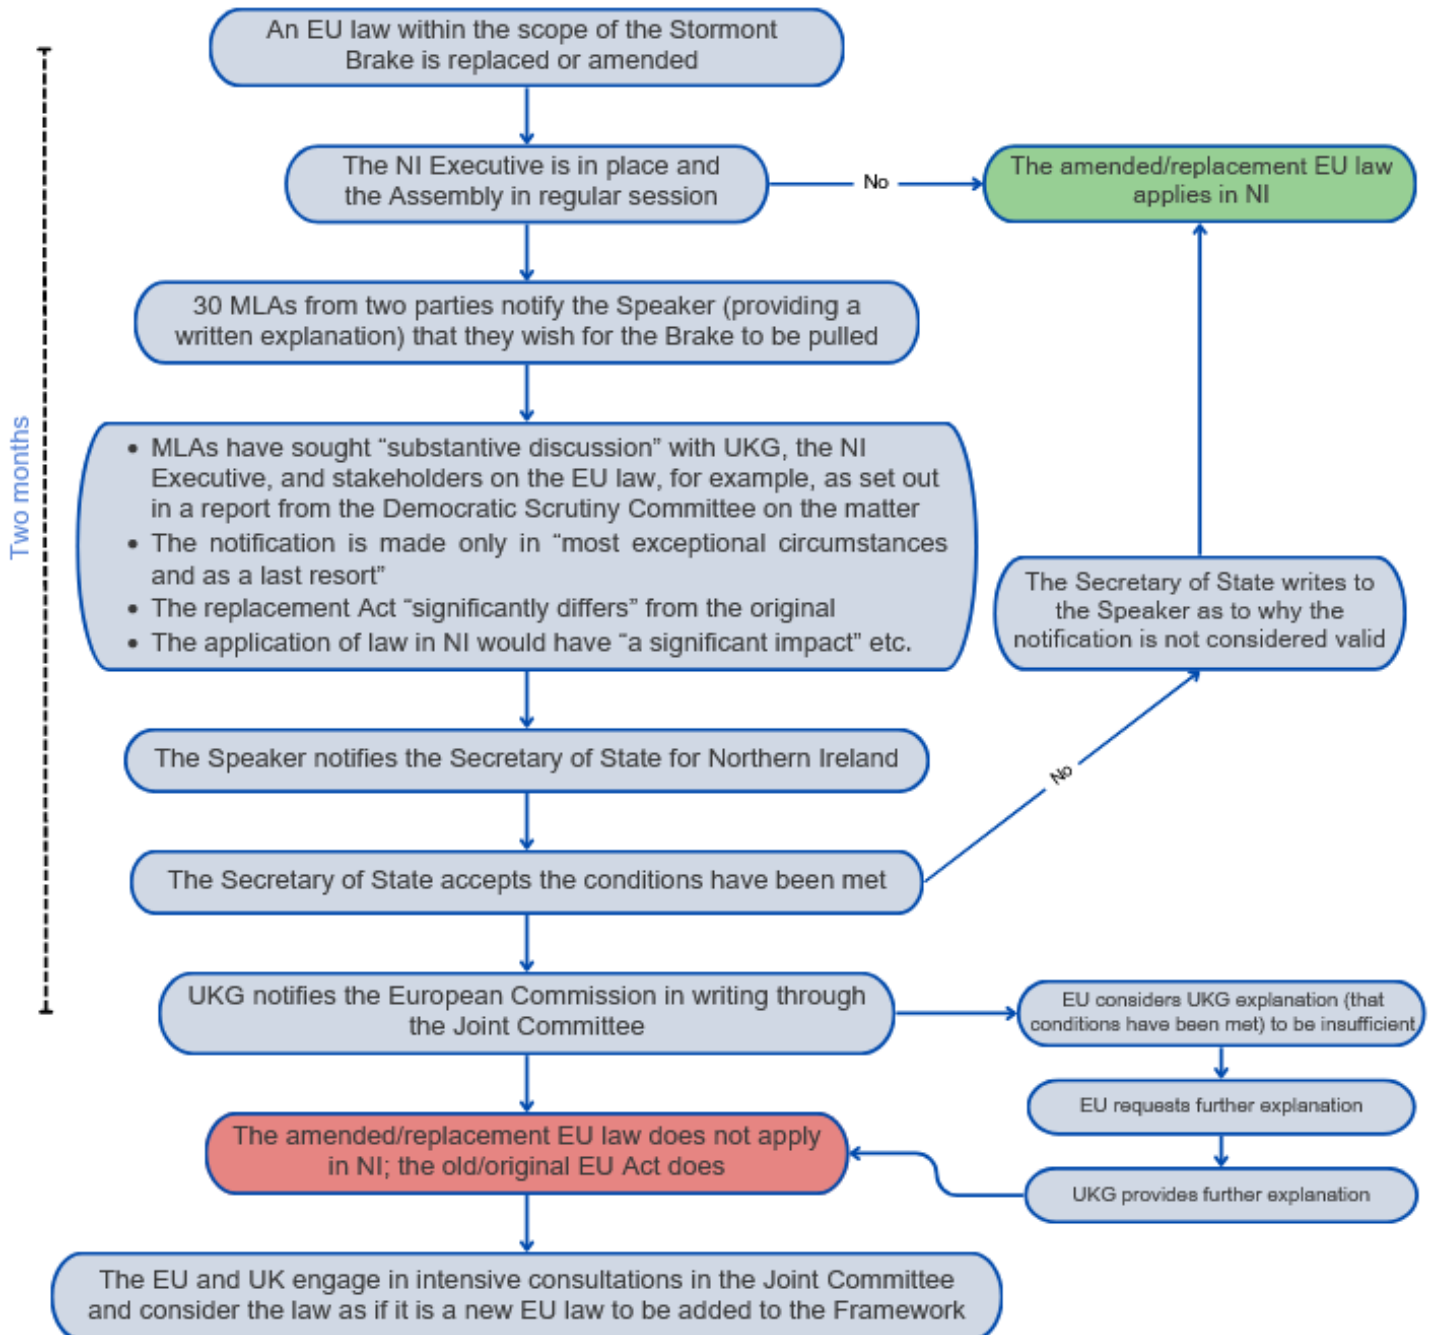 An EU law within the scope of the Stormont
Brake is replaced or amended
The NI Executive is in place and
the Assembly in regular session
No
The amended/replacement EU law
applies in NI
30 MLAs from two parties notify the Speaker (providing a
written explanation) that they wish for the Brake to be pulled
Two months
• MLAs have sought “substantive discussion” with UKG, the NI
Executive, and stakeholders on the EU law, for example, as set out
in a report from the Democratic Scrutiny Committee on the matter
• The notification is made only in “most exceptional circumstances
and as a last resort”
• The replacement Act “significantly differs” from the original
• The application of law in NI would have “a significant impact” etc.
The Secretary of State writes to
the Speaker as to why the
notification is not considered valid
The Speaker notifies the Secretary of State for Northern Ireland
No
The Secretary of State accepts the conditions have been met
UKG notifies the European Commission in writing through
the Joint Committee
EU considers UKG explanation (that
conditions have been met) to be insufficient
EU requests further explanation
UKG provides further explanation
The amended/replacement EU law does not apply
in NI; the old/original EU Act does
The EU and UK engage in intensive consultations in the Joint Committee
and consider the law as if it is a new EU law to be added to the Framework